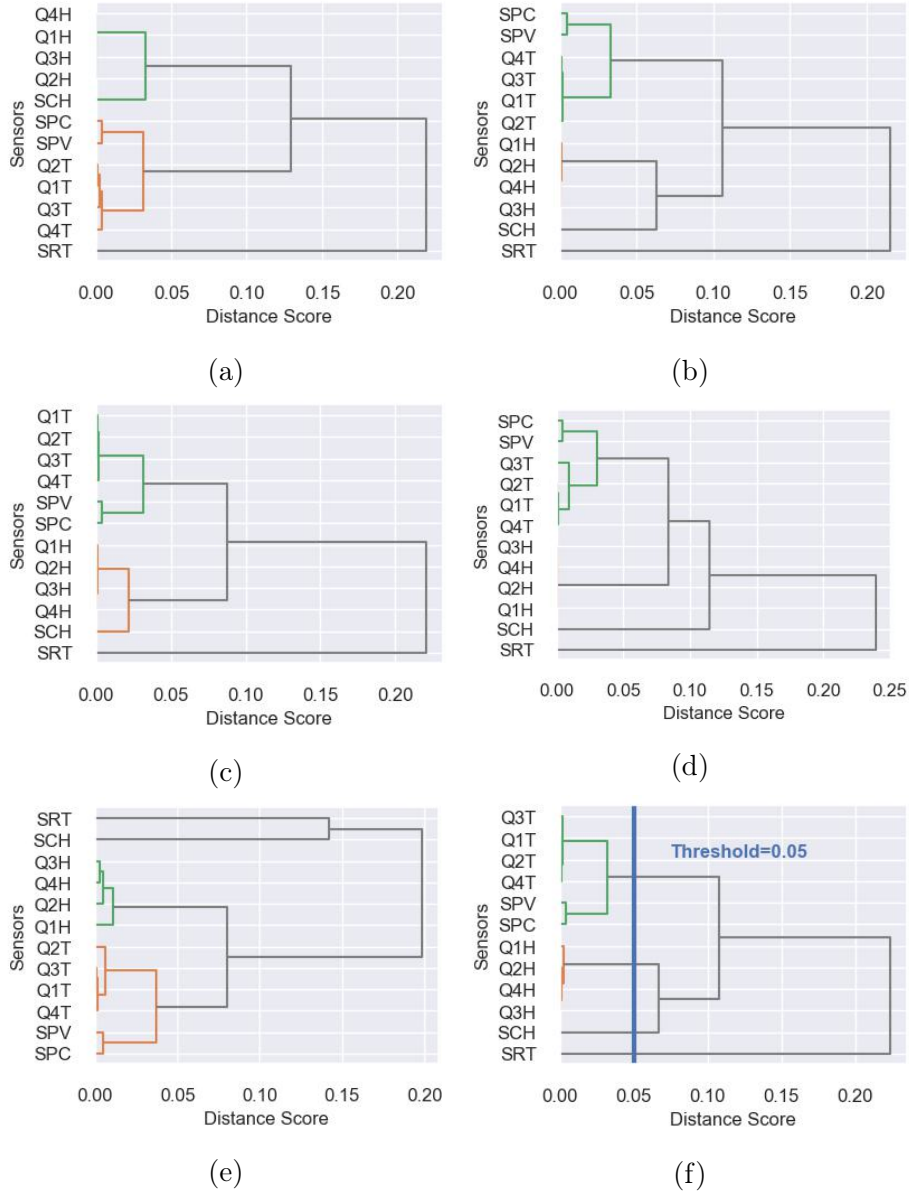 Q4H
Q1H
Q3H
Q2H
SCH
SPC
SPV
Q2T
Q1T
Q3T
Q4T
SRT
Sensors
0.00 0.05 0.10 0.15 0.20
Distance Score
(a)
SPC
SPV
Q4T
Q3T
Q1T
Q2T
Q1H
Q2H
Q4H
Q3H
SCH
SRT
Sensors
0.00 0.05 0.10 0.15 0.20
Distance Score
(b)
Q1T
Q2T
Q3T
Q4T
SPV
SPC
Q1H
Q2H
Q3H
Q4H
SCH
SRT
Sensors
0.00 0.05 0.10 0.15 0.20
Distance Score
(c)
SPC
SPV
Q3T
Q2T
Q1T
Q4T
Q3H
Q4H
Q2H
Q1H
SCH
SRT
Sensors
0.00 0.05 0.10 0.15 0.20 0.25
Distance Score
(d)
SRT
SCH
Q3H
Q4H
Q2H
Q1H
Q2T
Q3T
Q1T
Q4T
SPV
SPC
Sensors
0.00 0.05 0.10 0.15 0.20
Distance Score
(e)
Q3T
Q1T
Q2T
Q4T
SPV
SPC
Q1H
Q2H
Q4H
Q3H
SCH
SRT
Sensors
Threshold=0.05
0.00 0.05 0.10 0.15 0.20
Distance Score
(f)